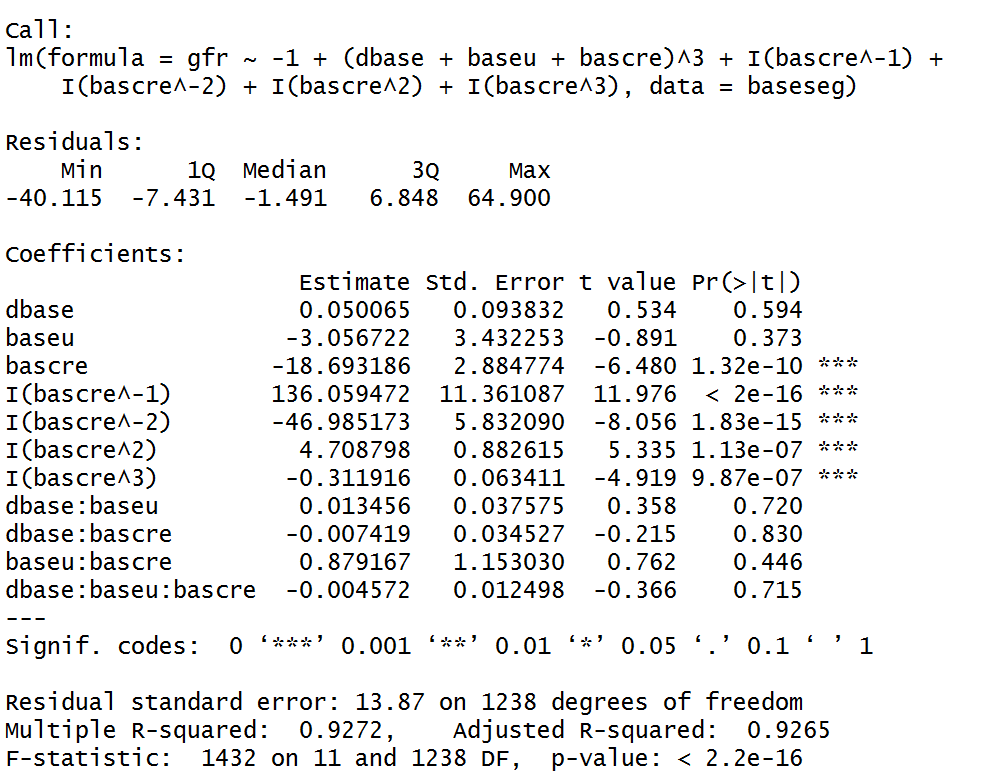 Call:
lm(formula = gfr ~ -1 + (dbase + baseu + bascre)^3 + I(bascre^-1) +
    I(bascre^-2) + I(bascre^2) + I(bascre^3), data = baseseg)

Residuals:
    Min      1Q  Median      3Q     Max
-40.115  -7.431  -1.491   6.848  64.900

Coefficients:
                     Estimate Std. Error t value Pr(>|t|)
dbase                0.050065   0.093832   0.534    0.594
baseu               -3.056722   3.432253  -0.891    0.373
bascre             -18.693186   2.884774  -6.480 1.32e-10 ***
I(bascre^-1)       136.059472  11.361087  11.976  < 2e-16 ***
I(bascre^-2)       -46.985173   5.832090  -8.056 1.83e-15 ***
I(bascre^2)          4.708798   0.882615   5.335 1.13e-07 ***
I(bascre^3)         -0.311916   0.063411  -4.919 9.87e-07 ***
dbase:baseu          0.013456   0.037575   0.358    0.720
dbase:bascre        -0.007419   0.034527  -0.215    0.830
baseu:bascre         0.879167   1.153030   0.762    0.446
dbase:baseu:bascre  -0.004572   0.012498  -0.366    0.715
---
Signif. codes:  0 ‘***’ 0.001 ‘**’ 0.01 ‘*’ 0.05 ‘.’ 0.1 ‘ ’ 1

Residual standard error: 13.87 on 1238 degrees of freedom
Multiple R-squared:  0.9272,    Adjusted R-squared:  0.9265
F-statistic:  1432 on 11 and 1238 DF,  p-value: < 2.2e-16